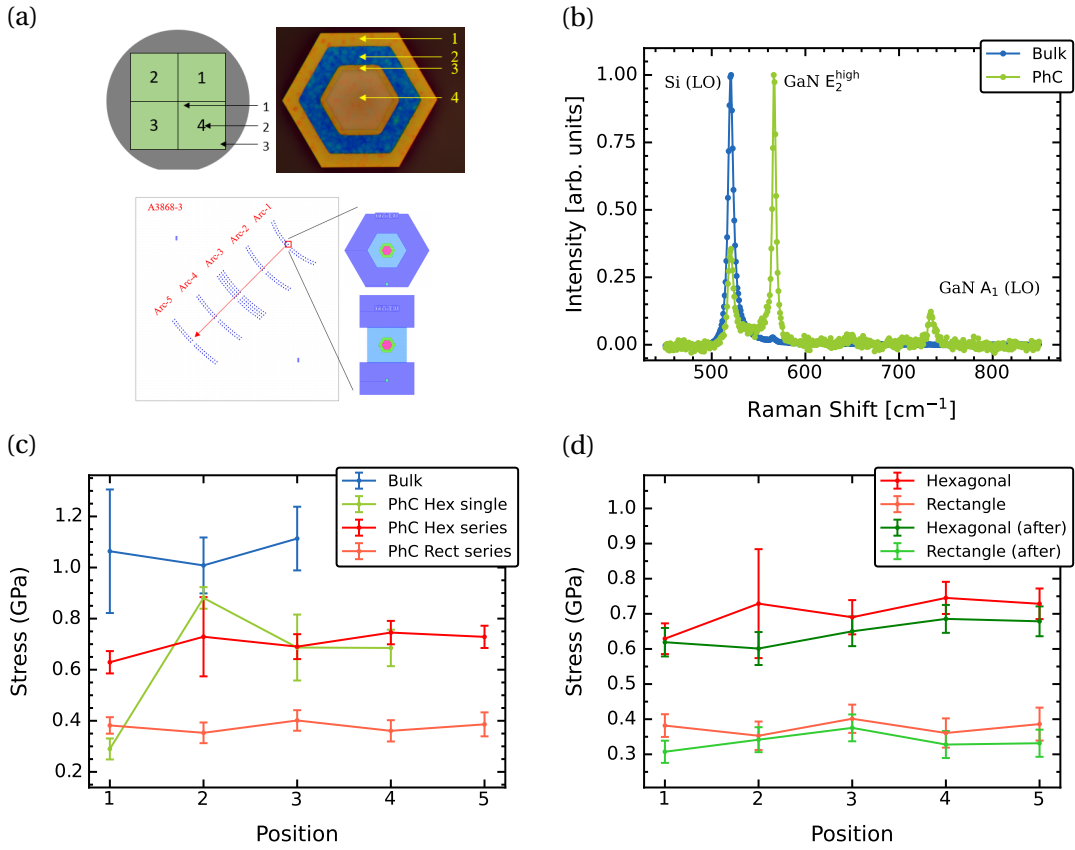 (a)
2 1
3 4
1
2
3
1
2
3
4
A3868-3
Arc-1
Arc-2
Arc-3
Arc-4
Arc-5
(b)
Bulk
PhC
Si (LO)
GaN E₂ʰⁱᵍʰ
GaN A₁ (LO)
1.00
0.75
0.50
0.25
0.00
Intensity [arb. units]
500 600 700 800
Raman Shift [cm⁻¹]
(c)
Bulk
PhC Hex single
PhC Hex series
PhC Rect series
1.2
1.0
0.8
0.6
0.4
0.2
Stress (GPa)
1 2 3 4 5
Position
(d)
Hexagonal
Rectangle
Hexagonal (after)
Rectangle (after)
1.0
0.9
0.8
0.7
0.6
0.5
0.4
0.3
Stress (GPa)
1 2 3 4 5
Position